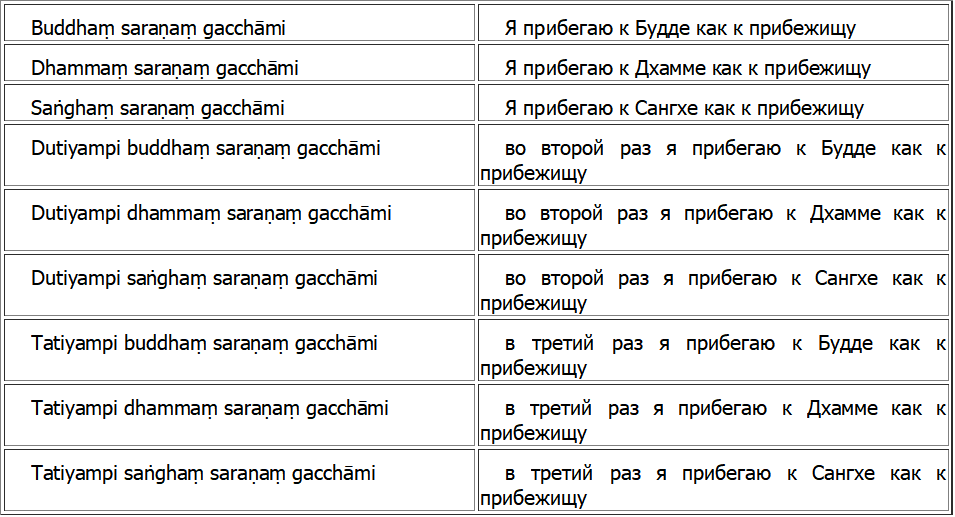 Buddhaṃ saraṇaṃ gacchāmi
Я прибегаю к Будде как к прибежищу
Dhammaṃ saraṇaṃ gacchāmi
Я прибегаю к Дхамме как к прибежищу
Saṅghaṃ saraṇaṃ gacchāmi
Я прибегаю к Сангхе как к прибежищу
Dutiyampi buddhaṃ saraṇaṃ gacchāmi
во второй раз я прибегаю к Будде как к
прибежищу
Dutiyampi dhammaṃ saraṇaṃ gacchāmi
во второй раз я прибегаю к Дхамме как к
прибежищу
Dutiyampi saṅghaṃ saraṇaṃ gacchāmi
во второй раз я прибегаю к Сангхе как к
прибежищу
Tatiyampi buddhaṃ saraṇaṃ gacchāmi
в третий раз я прибегаю к Будде как к
прибежищу
Tatiyampi dhammaṃ saraṇaṃ gacchāmi
в третий раз я прибегаю к Дхамме как к
прибежищу
Tatiyampi saṅghaṃ saraṇaṃ gacchāmi
в третий раз я прибегаю к Сангхе как к
прибежищу